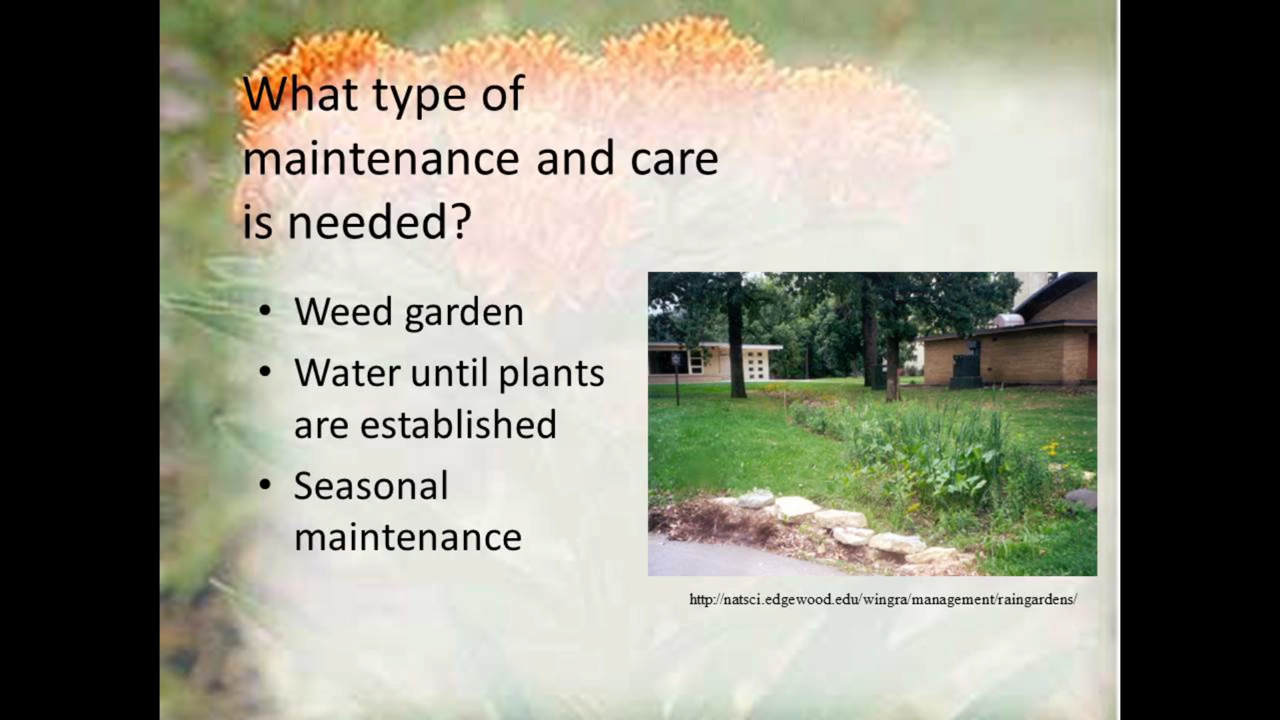 What type of
maintenance and care
is needed?
• Weed garden
• Water until plants
are established
• Seasonal
maintenance
http://natsci.edgewood.edu/wingra/management/raingardens/